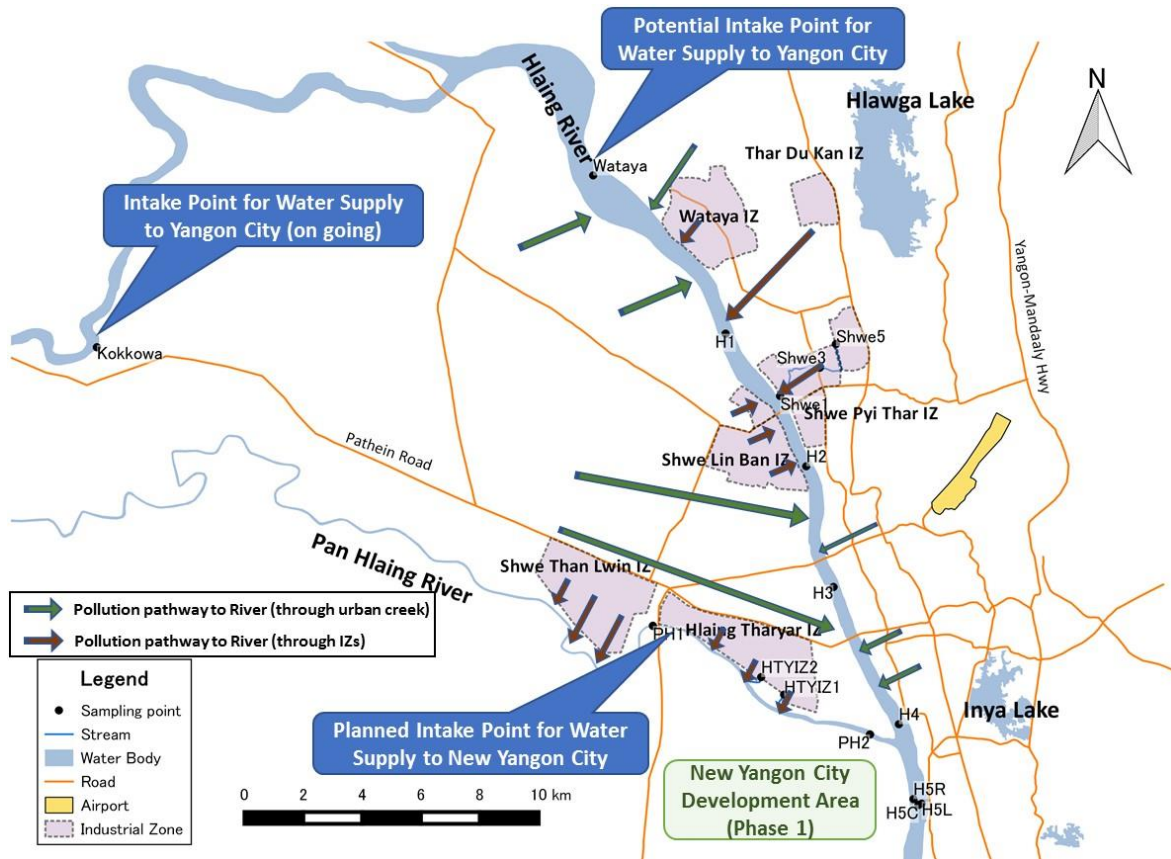 Potential Intake Point for
Water Supply to Yangon City
N
Hlaing River
Hlawga Lake
Thar Du Kan IZ
Wataya
Intake Point for Water Supply
to Yangon City (on going)
Wataya IZ
Yangon-Mandaaly Hwy
Kokkowa
H1
Shwe5
Shwe3
Shwe1
Shwe Pyi Thar IZ
Pathein Road
Shwe Lin Ban IZ
H2
Pan Hlaing River
Shwe Than Lwin IZ
H3
Pollution pathway to River (through urban creek)
Pollution pathway to River (through IZs)
PH1
Hlaing Tharyar IZ
HTYIZ2
HTYIZ1
Legend
Sampling point
Stream
Water Body
Road
Airport
Industrial Zone
Planned Intake Point for Water
Supply to New Yangon City
Inya Lake
H4
PH2
New Yangon City
Development Area
(Phase 1)
H5R
H5C
H5L
0 2 4 6 8 10 km